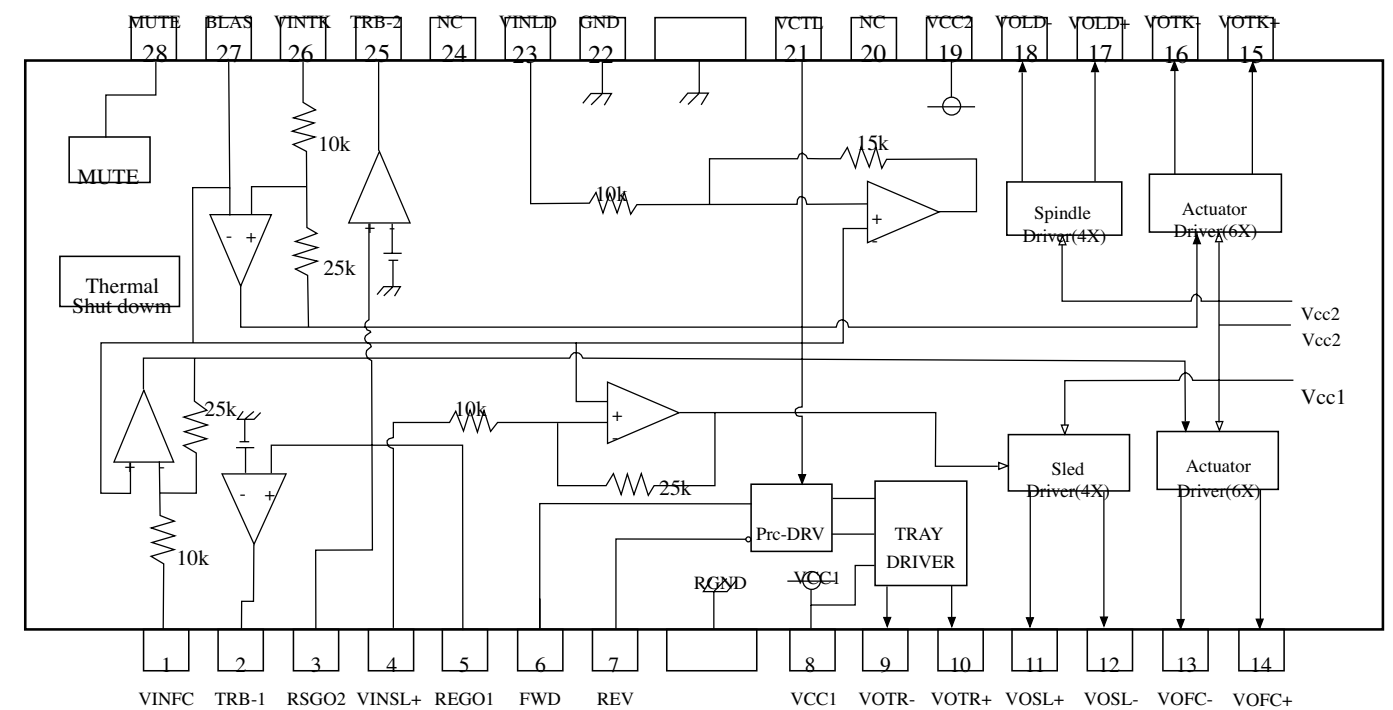 MUTE BLAS VINTK TRB-2 NC VINLD GND VCTL NC VCC2 VOLD- VOLD+ VOTK- VOTK+
28 27 26 25 24 23 22 21 20 19 18 17 16 15
10k
15k
MUTE
10k
+
-
Spindle
Driver(4X)
Actuator
Driver(6X)
+ -
- +
25k
Thermal
Shut dowm
Vcc2
Vcc2
Vcc1
25k
10k
+
-
+ -
Sled
Driver(4X)
Actuator
Driver(6X)
- +
25k
Prc-DRV
TRAY
DRIVER
10k
RGND
VCC1
1 2 3 4 5 6 7 8 9 10 11 12 13 14
VINFC TRB-1 RSGO2 VINSL+ REGO1 FWD REV VCC1 VOTR- VOTR+ VOSL+ VOSL- VOFC- VOFC+